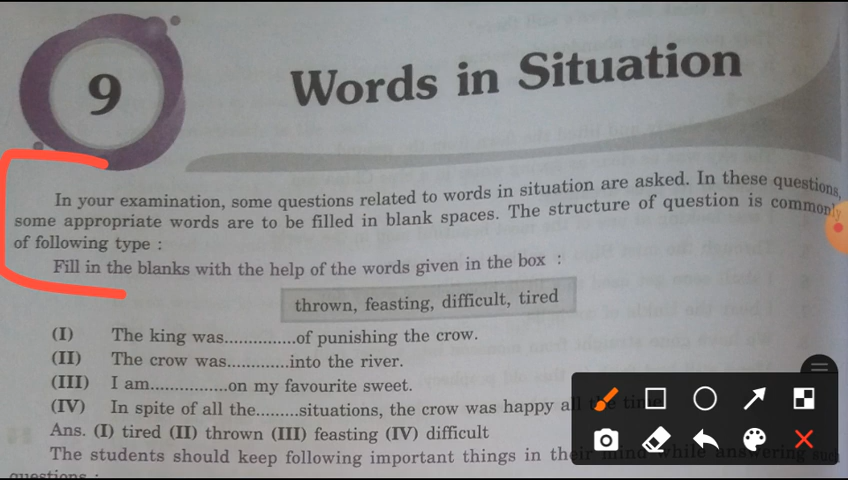 9
Words in Situation
In your examination, some questions related to words in situation are asked. In these questions,
some appropriate words are to be filled in blank spaces. The structure of question is commonly
of following type :
Fill in the blanks with the help of the words given in the box :
thrown, feasting, difficult, tired
(I) The king was...............of punishing the crow.
(II) The crow was.............into the river.
(III) I am................on my favourite sweet.
(IV) In spite of all the.........situations, the crow was happy all the time.
Ans. (I) tired (II) thrown (III) feasting (IV) difficult
The students should keep following important things in their mind while answering such
questions :